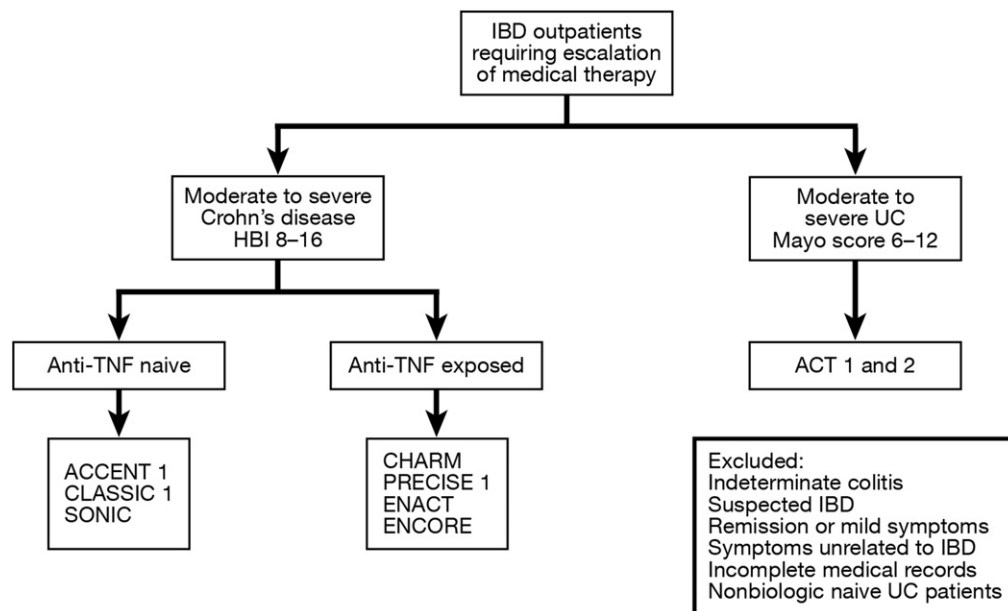 IBD outpatients
requiring escalation
of medical therapy
Moderate to severe
Crohn's disease
HBI 8–16
Moderate to
severe UC
Mayo score 6–12
Anti-TNF naive
Anti-TNF exposed
ACT 1 and 2
ACCENT 1
CLASSIC 1
SONIC
CHARM
PRECISE 1
ENACT
ENCORE
Excluded:
Indeterminate colitis
Suspected IBD
Remission or mild symptoms
Symptoms unrelated to IBD
Incomplete medical records
Nonbiologic naive UC patients